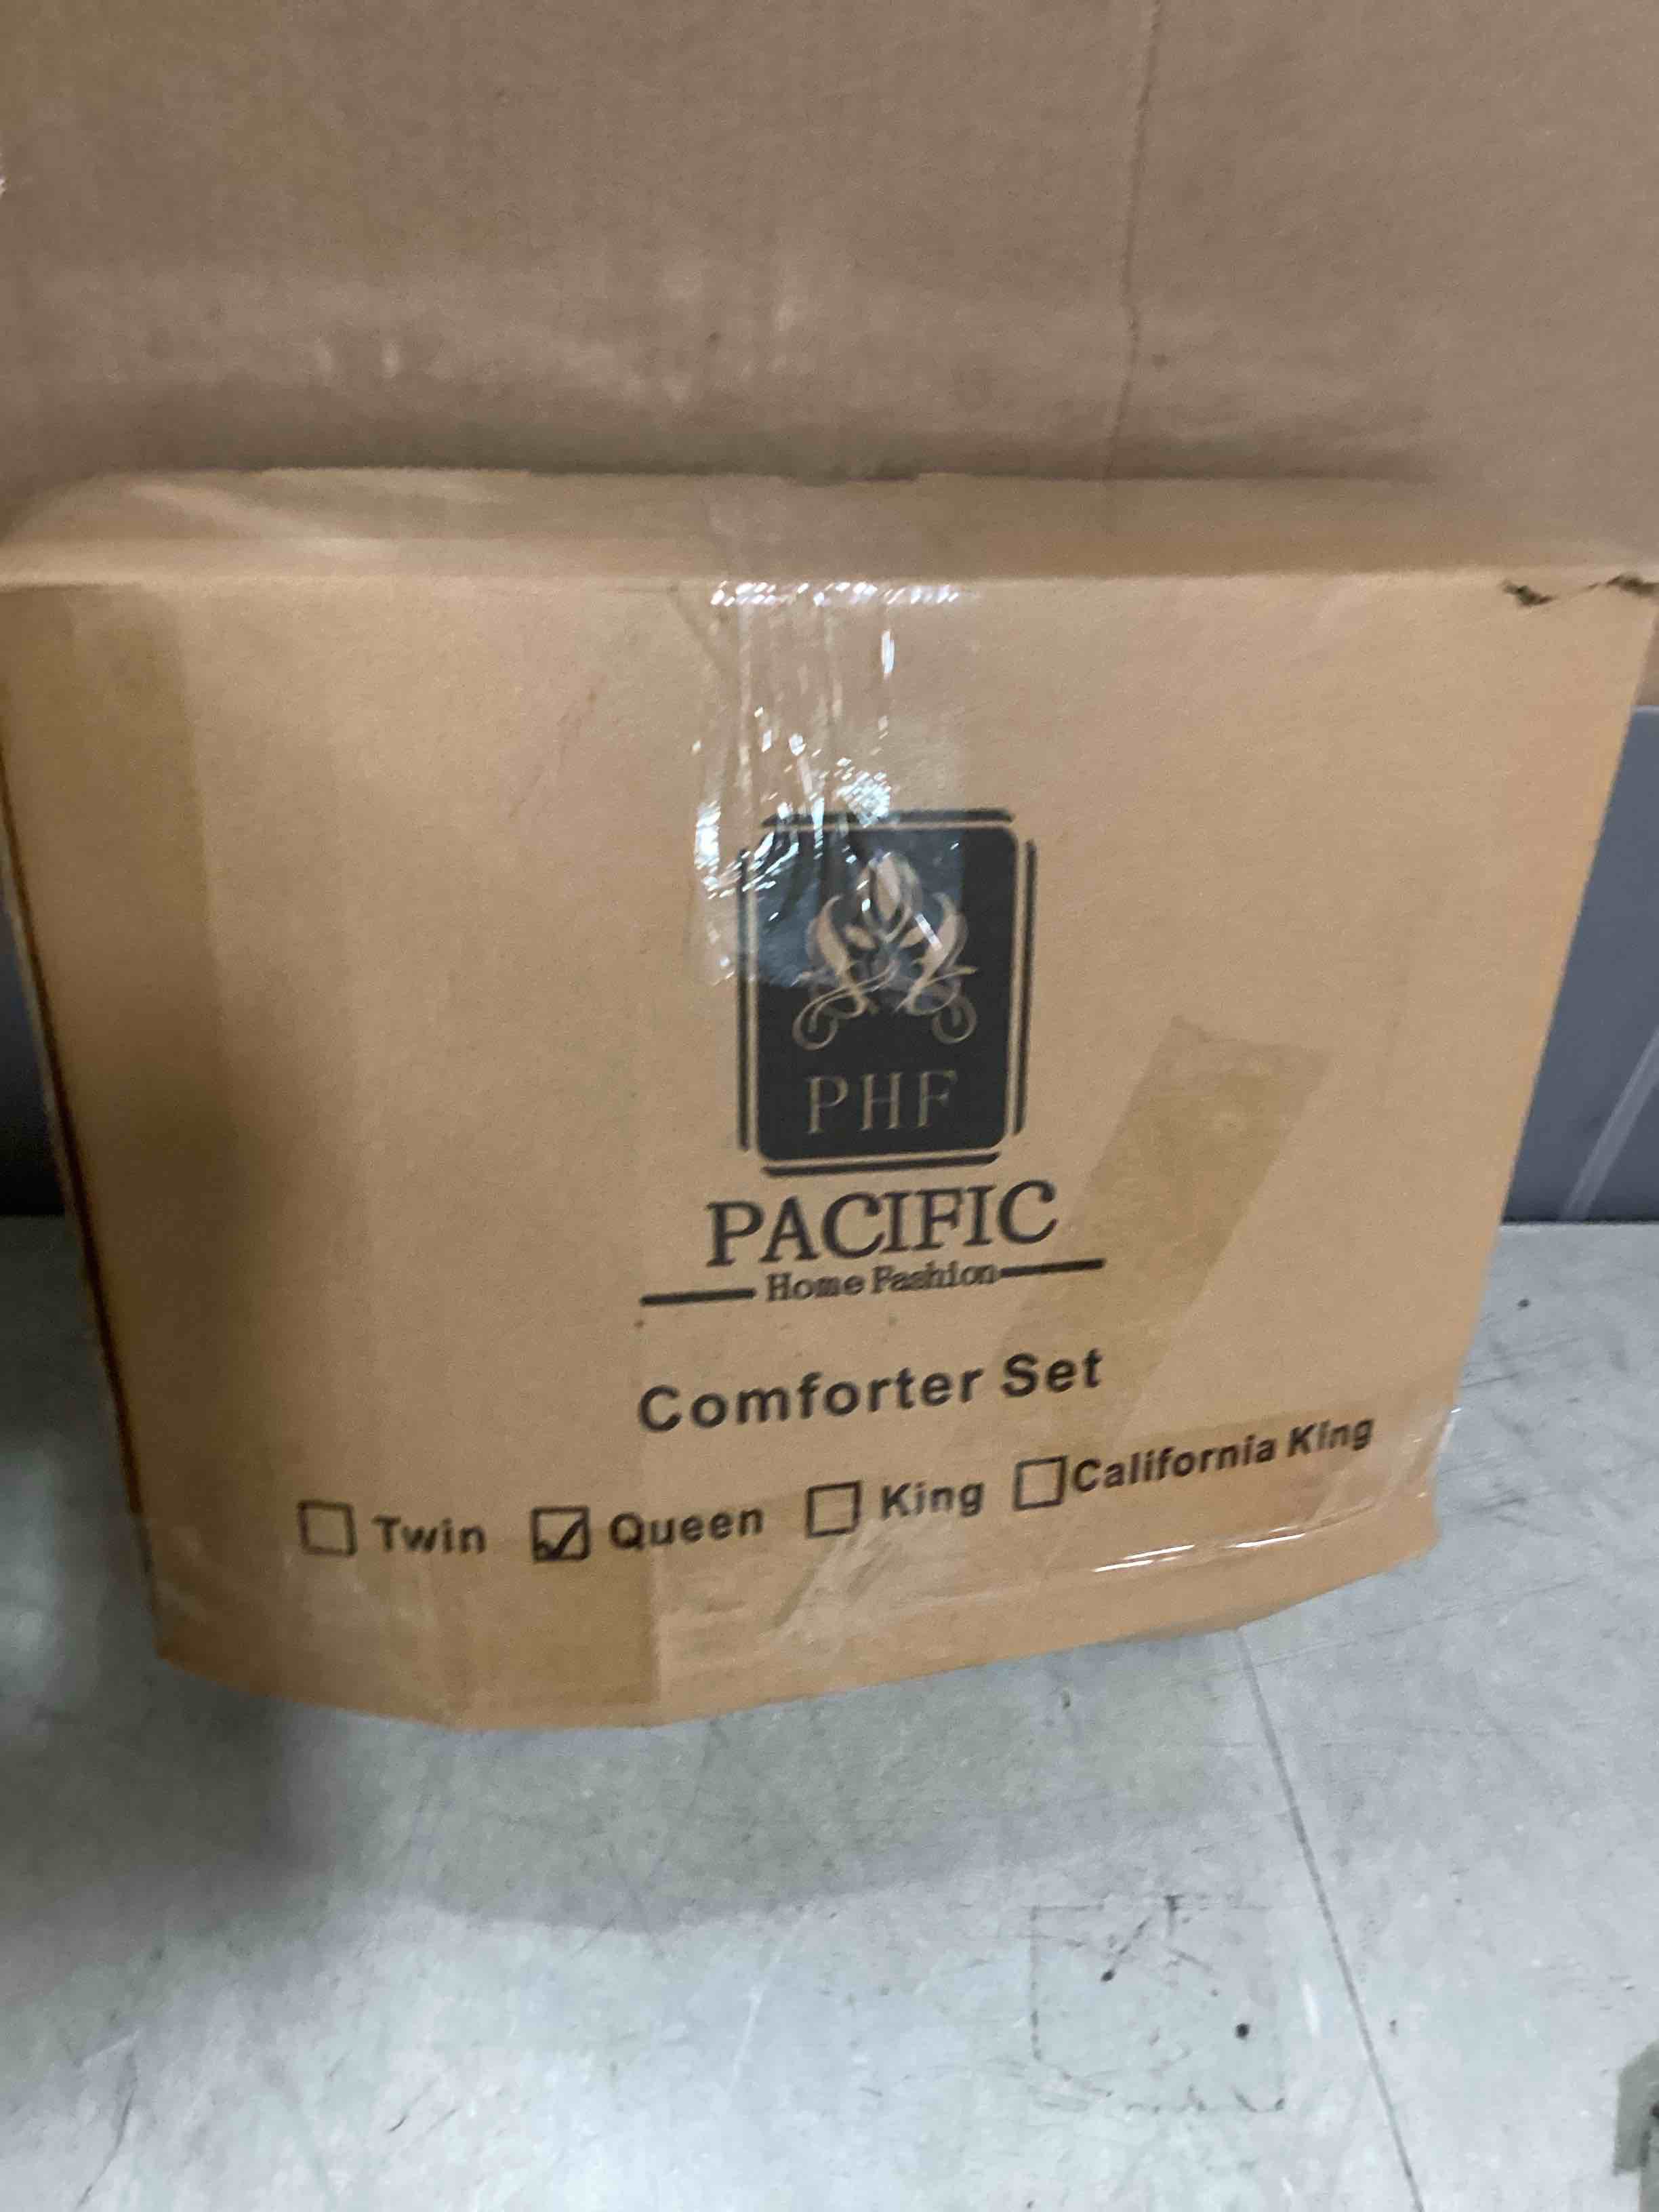 PHF
PACIFIC
Home Fashion
Comforter Set
☐ Twin ☑ Queen ☐ King ☐ California King